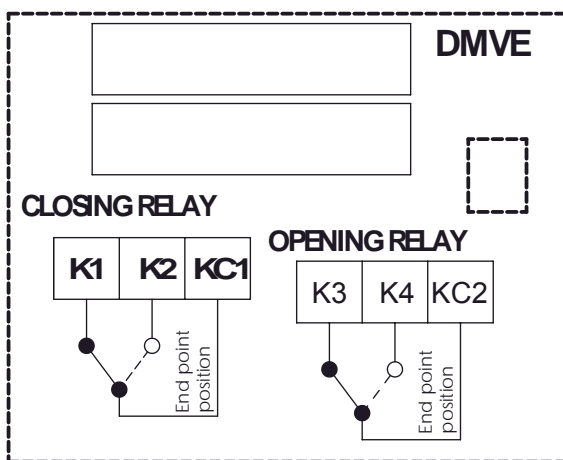 DMVE
CLOSING RELAY
K1 K2 KC1
End point
position
OPENING RELAY
K3 K4 KC2
End point
position